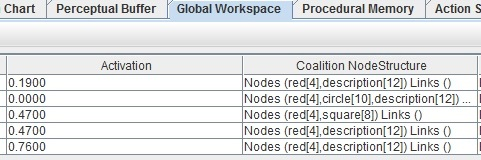 Chart Perceptual Buffer Global Workspace Procedural Memory Action S
Activation Coalition NodeStructure
0.1900 Nodes (red[4],description[12]) Links ()
0.0000 Nodes (red[4],circle[10],description[12]) ...
0.4700 Nodes (red[4],square[8]) Links ()
0.4700 Nodes (red[4],description[12]) Links ()
0.7600 Nodes (red[4],description[12]) Links ()